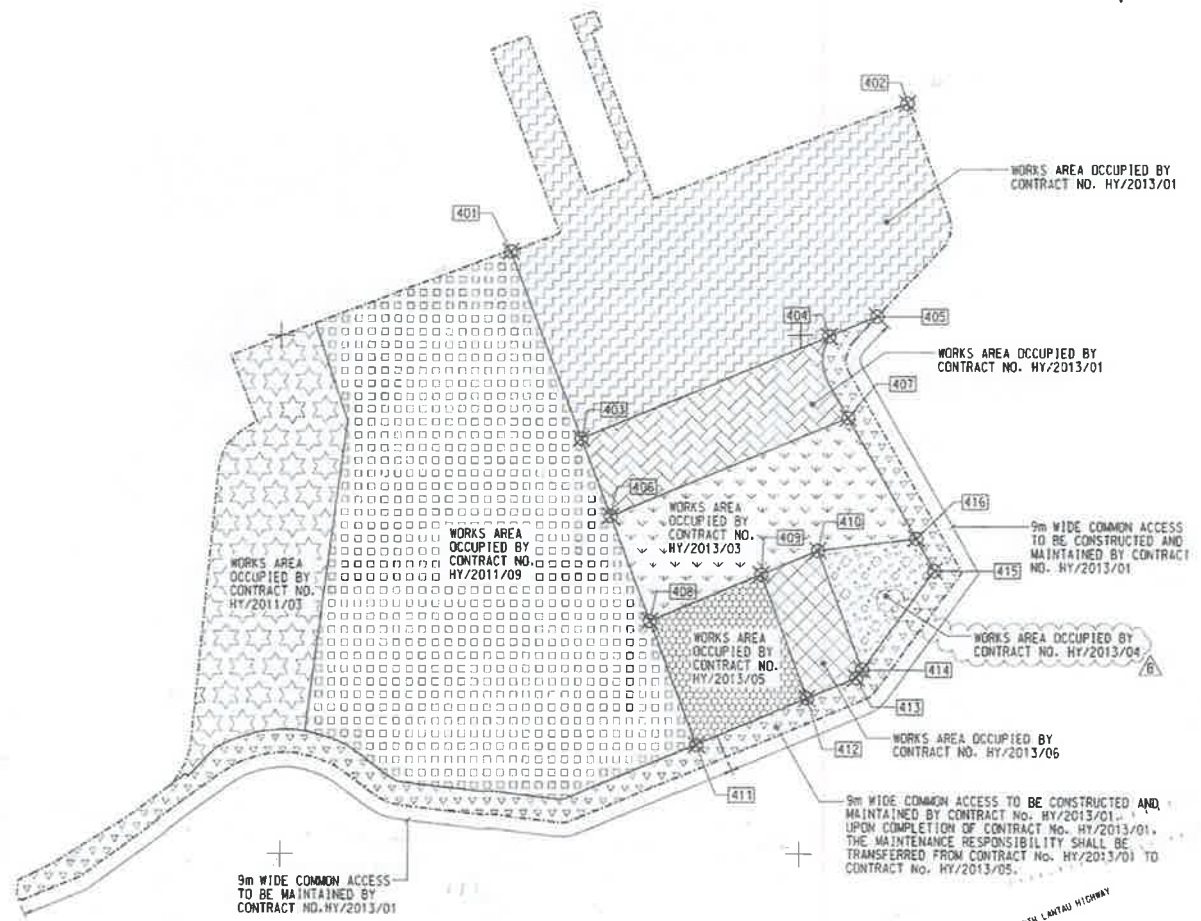 402
WORKS AREA OCCUPIED BY
CONTRACT NO. HY/2013/01
401
404
405
WORKS AREA OCCUPIED BY
CONTRACT NO. HY/2013/01
407
403
406
WORKS AREA
OCCUPIED BY
CONTRACT NO.
HY/2013/03
410
409
416
9m WIDE COMMON ACCESS
TO BE CONSTRUCTED AND
MAINTAINED BY CONTRACT
NO. HY/2013/01
415
WORKS AREA
OCCUPIED BY
CONTRACT NO.
HY/2011/09
WORKS AREA
OCCUPIED BY
CONTRACT NO.
HY/2011/03
408
WORKS AREA
OCCUPIED BY
CONTRACT NO.
HY/2013/05
WORKS AREA OCCUPIED BY
CONTRACT NO. HY/2013/04
414
413
WORKS AREA OCCUPIED BY
CONTRACT NO. HY/2013/06
412
411
9m WIDE COMMON ACCESS TO BE CONSTRUCTED AND
MAINTAINED BY CONTRACT No. HY/2013/01.
UPON COMPLETION OF CONTRACT No. HY/2013/01,
THE MAINTENANCE RESPONSIBILITY SHALL BE
TRANSFERRED FROM CONTRACT No. HY/2013/01 TO
CONTRACT No. HY/2013/05.
9m WIDE COMMON ACCESS
TO BE MAINTAINED BY
CONTRACT NO.HY/2013/01
LANTAU HIGHWAY